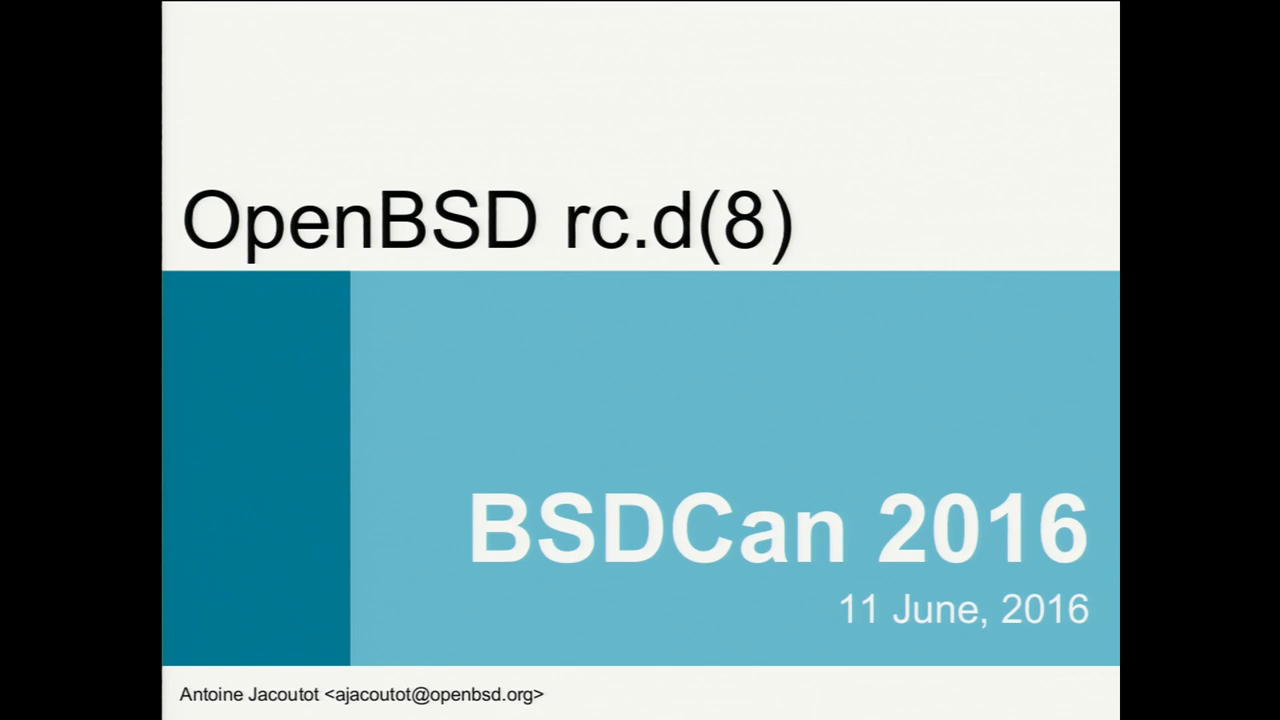 OpenBSD rc.d(8)
BSDCan 2016
11 June, 2016
Antoine Jacoutot <ajacoutot@openbsd.org>